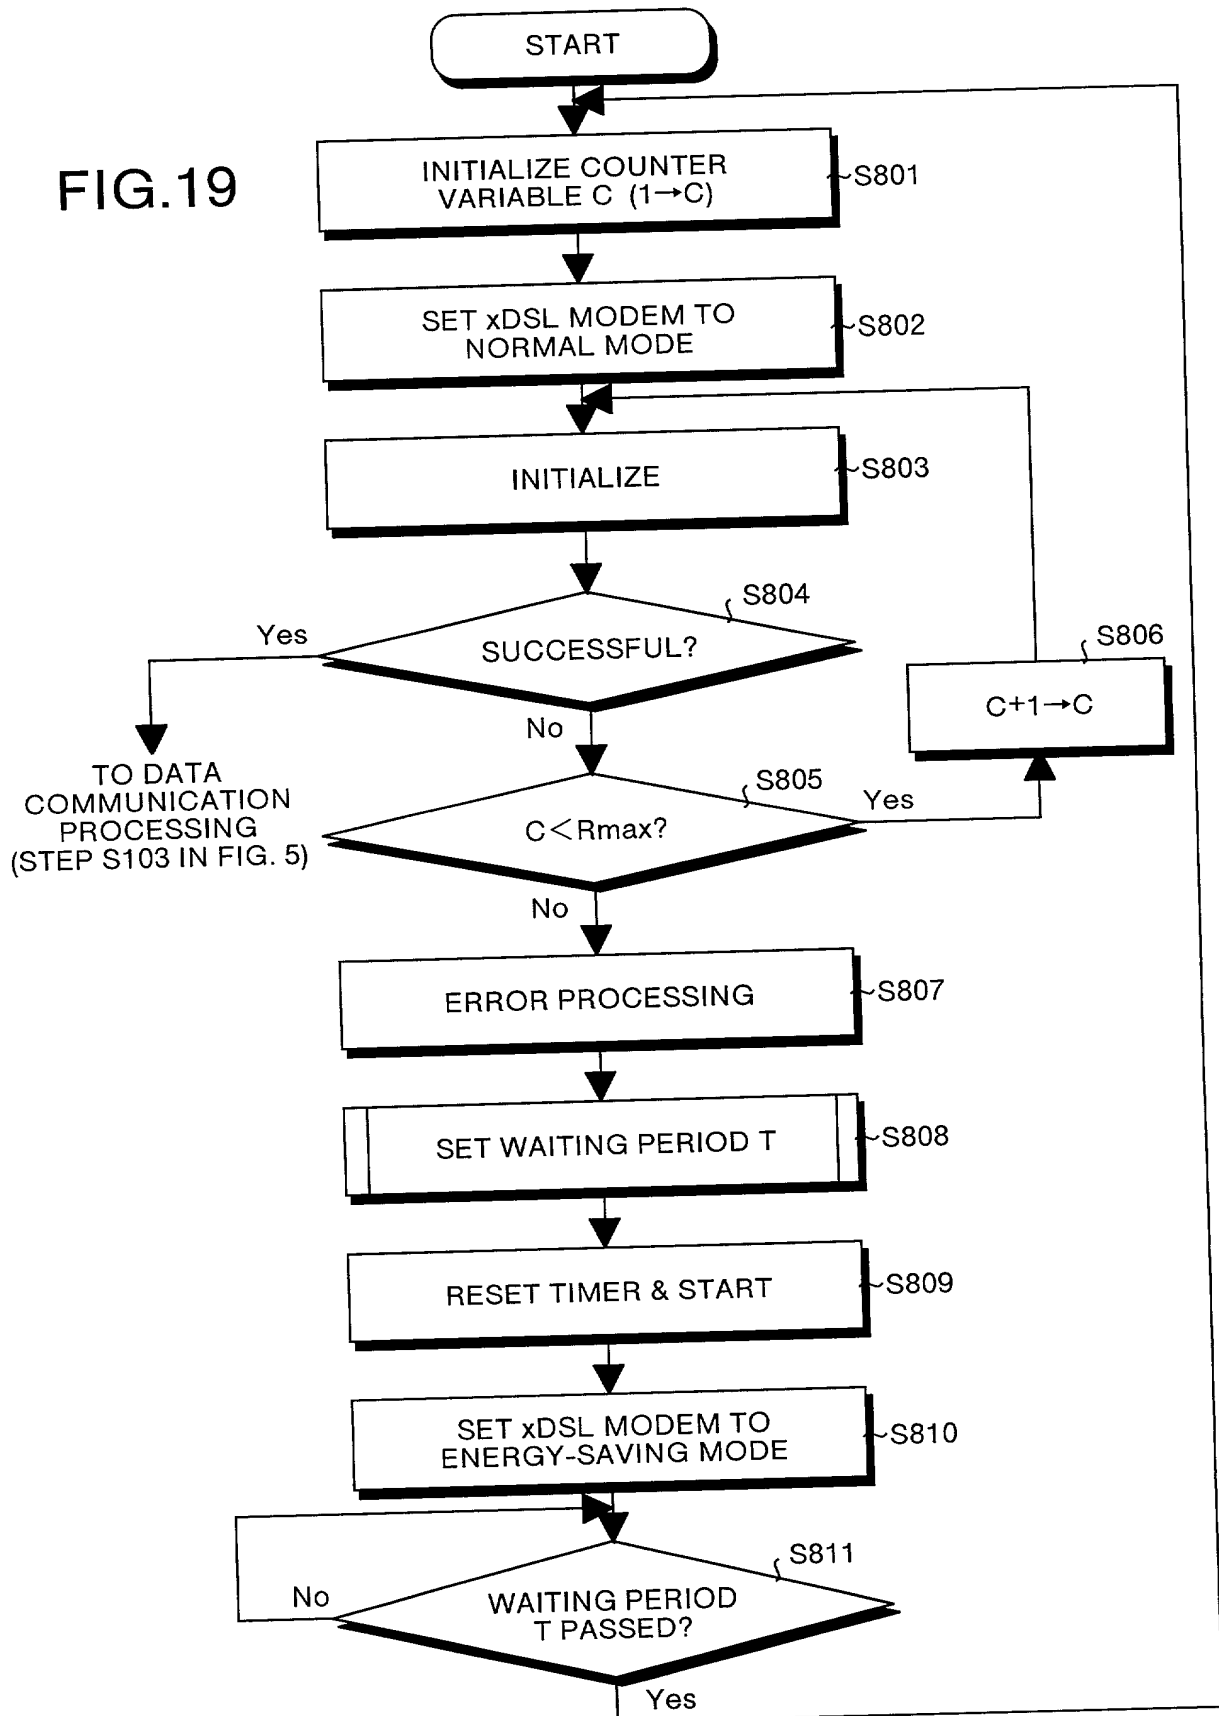 START
FIG.19
INITIALIZE COUNTER
VARIABLE C (1→C)
S801
SET xDSL MODEM TO
NORMAL MODE
S802
INITIALIZE
S803
S804
Yes
SUCCESSFUL?
No
S806
C+1→C
TO DATA
COMMUNICATION
PROCESSING
(STEP S103 IN FIG. 5)
S805
C<Rmax?
Yes
No
ERROR PROCESSING
S807
SET WAITING PERIOD T
S808
RESET TIMER & START
S809
SET xDSL MODEM TO
ENERGY-SAVING MODE
S810
S811
No
WAITING PERIOD
T PASSED?
Yes